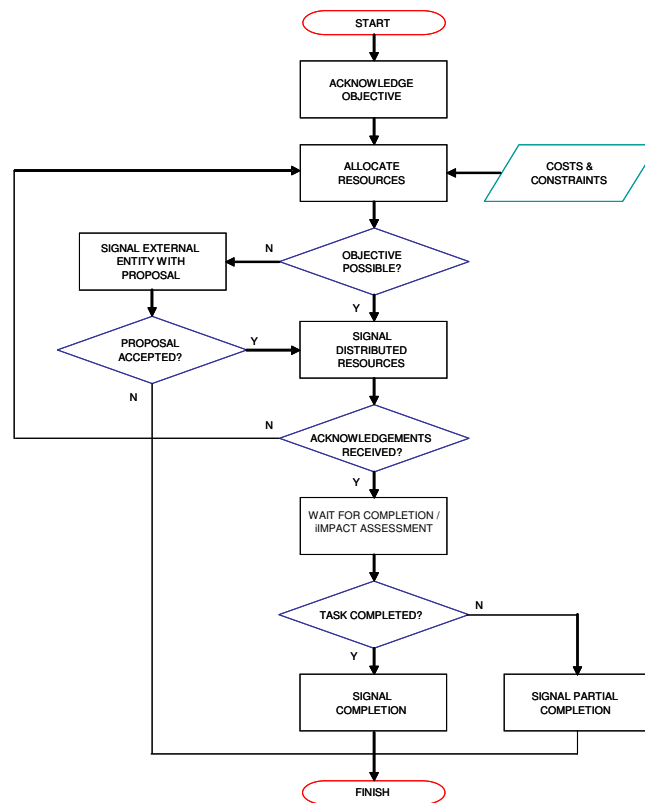 START
ACKNOWLEDGE
OBJECTIVE
ALLOCATE
RESOURCES
COSTS &
CONSTRAINTS
SIGNAL EXTERNAL
ENTITY WITH
PROPOSAL
N
OBJECTIVE
POSSIBLE?
Y
PROPOSAL
ACCEPTED?
Y
SIGNAL
DISTRIBUTED
RESOURCES
N
N
ACKNOWLEDGEMENTS
RECEIVED?
Y
WAIT FOR COMPLETION /
iIMPACT ASSESSMENT
TASK COMPLETED?
N
Y
SIGNAL
COMPLETION
SIGNAL PARTIAL
COMPLETION
FINISH